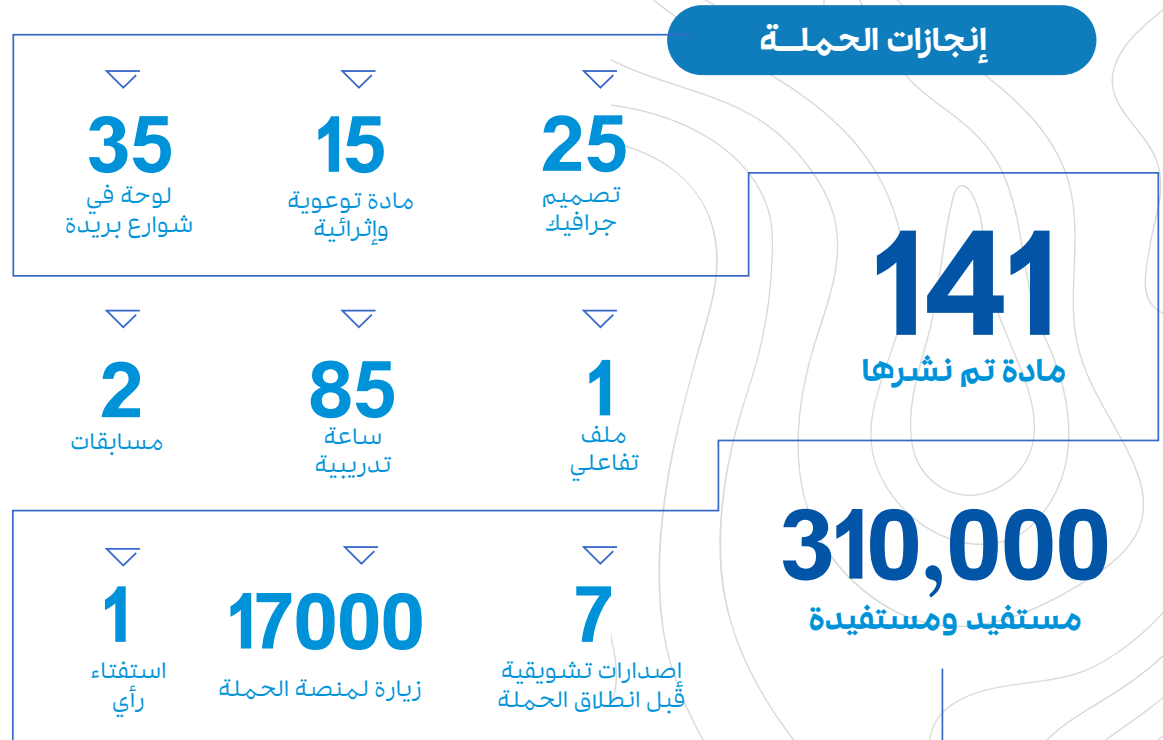 إنجازات الحملة
141
مادة تم نشرها
310,000
مستفيد ومستفيدة
25
تصميم
جرافيك
15
مادة توعوية
وإثرائية
35
لوحة في
شوارع بريدة
1
ملف
تفاعلي
85
ساعة
تدريبية
2
مسابقات
7
إصدارات تشويقية
قبل انطلاق الحملة
17000
زيارة لمنصة الحملة
1
استفتاء
رأي